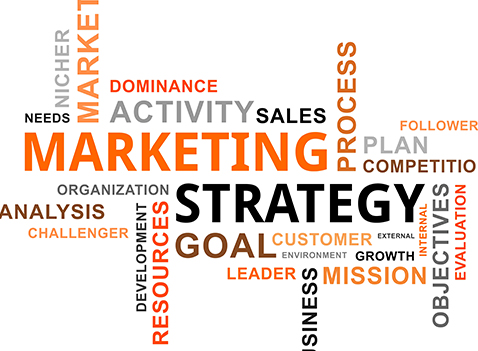 NICHER
MARKET
DOMINANCE
PROCESS
NEEDS
ACTIVITY
SALES
FOLLOWER
MARKETING
PLAN
COMPETITIO
ORGANIZATION
STRATEGY
ANALYSIS
CHALLENGER
DEVELOPMENT
RESOURCES
GOAL
CUSTOMER
EXTERNAL
INTERNAL
OBJECTIVES
EVALUATION
ENVIRONMENT
GROWTH
LEADER
USINESS
MISSION